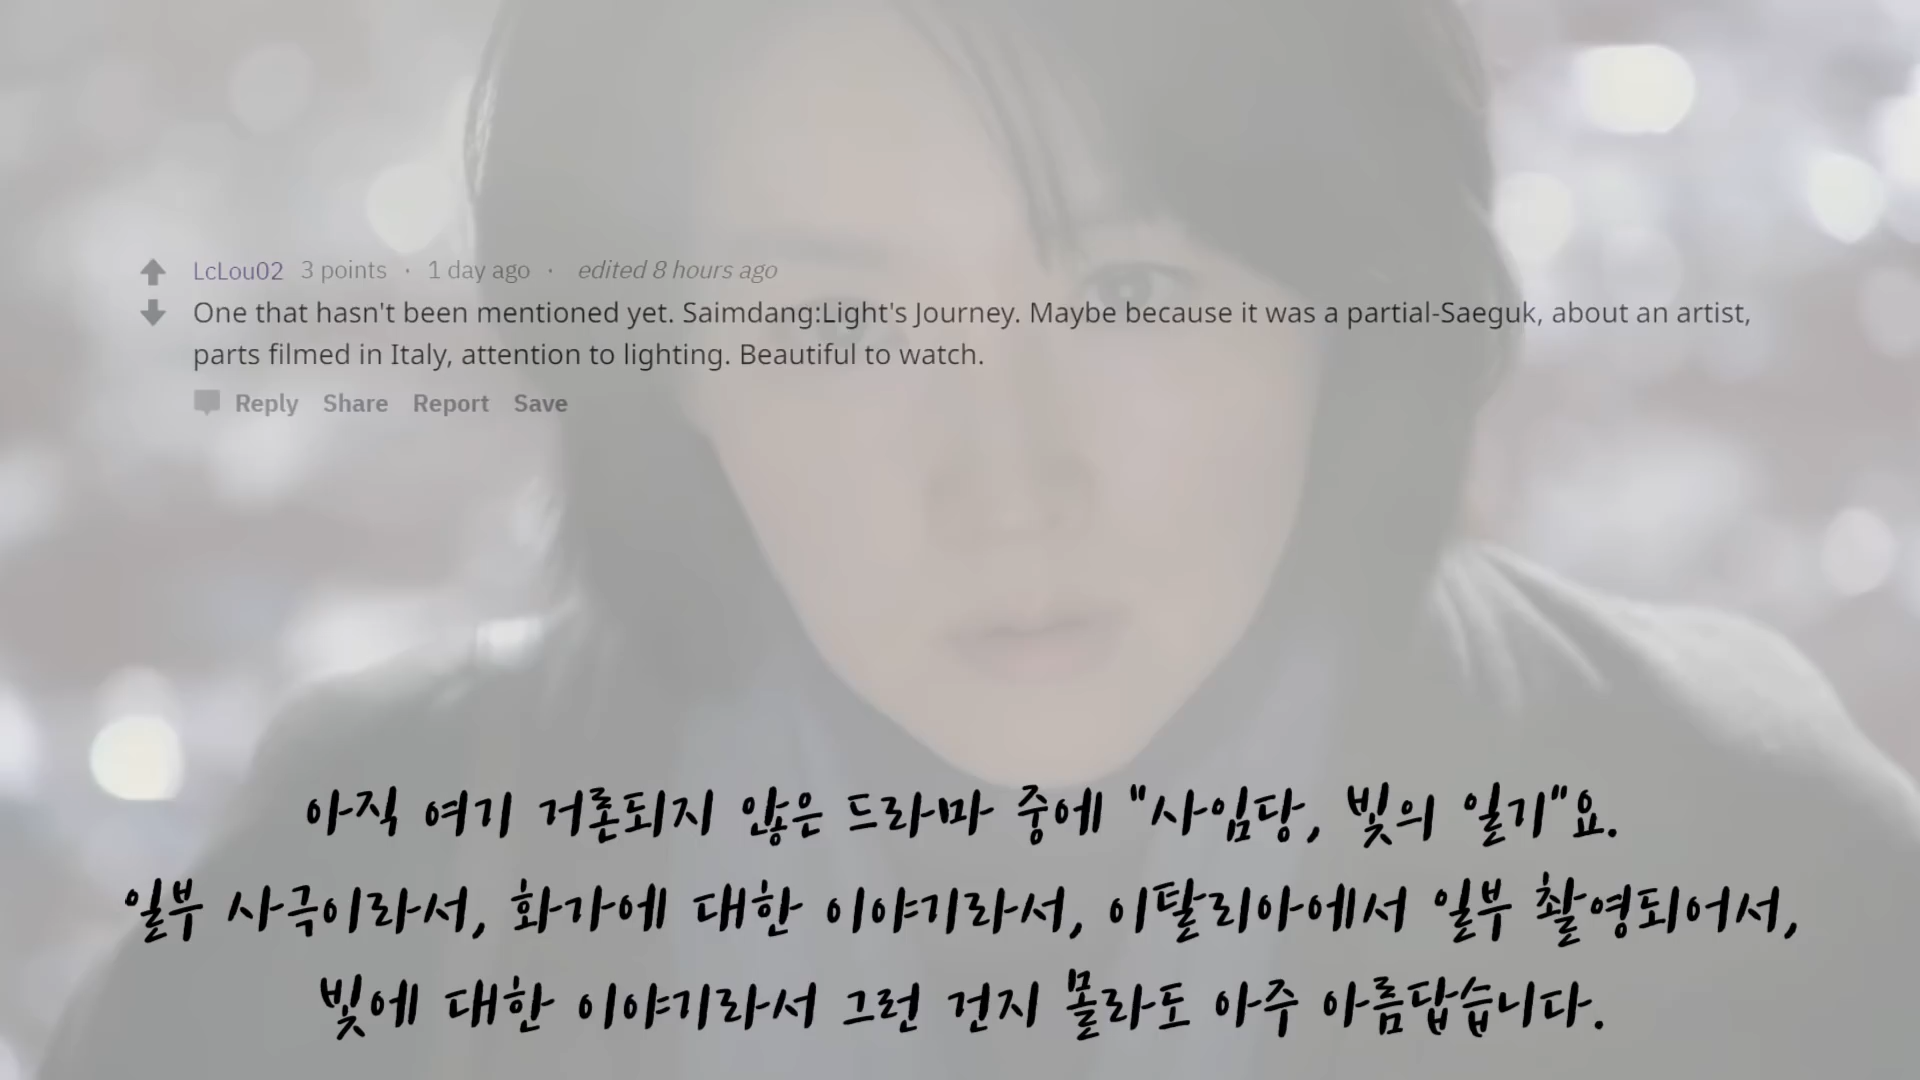 LcLou02 3 points · 1 day ago · edited 8 hours ago
One that hasn't been mentioned yet. Saimdang:Light's Journey. Maybe because it was a partial-Saeguk, about an artist,
parts filmed in Italy, attention to lighting. Beautiful to watch.
Reply Share Report Save
아직 여기 거론되지 않은 드라마 중에 "사임당, 빛의 일기"요.
일부 사극이라서, 화가에 대한 이야기라서, 이탈리아에서 일부 촬영되어서,
빛에 대한 이야기라서 그런 건지 몰라도 아주 아름답습니다.